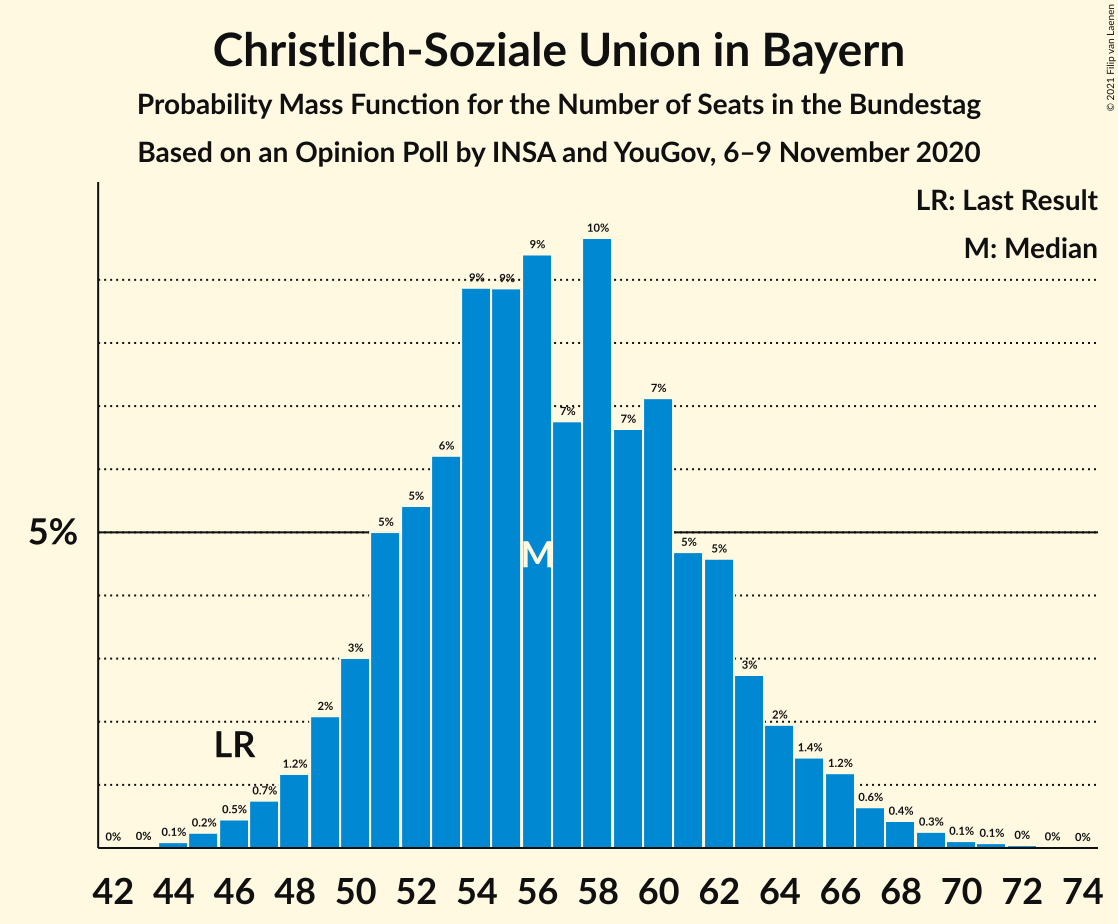 Christlich-Soziale Union in Bayern
Probability Mass Function for the Number of Seats in the Bundestag
Based on an Opinion Poll by INSA and YouGov, 6–9 November 2020
© 2021 Filip van Laenen
LR: Last Result
M: Median
5%
0% 0% 0.1% 0.2% 0.5% 0.7% 1.2% 2% 3% 5% 5% 6% 9% 9% 9% 7% 10% 7% 7% 5% 5% 3% 2% 1.4% 1.2% 0.6% 0.4% 0.3% 0.1% 0.1% 0% 0% 0%
LR
M
42 44 46 48 50 52 54 56 58 60 62 64 66 68 70 72 74